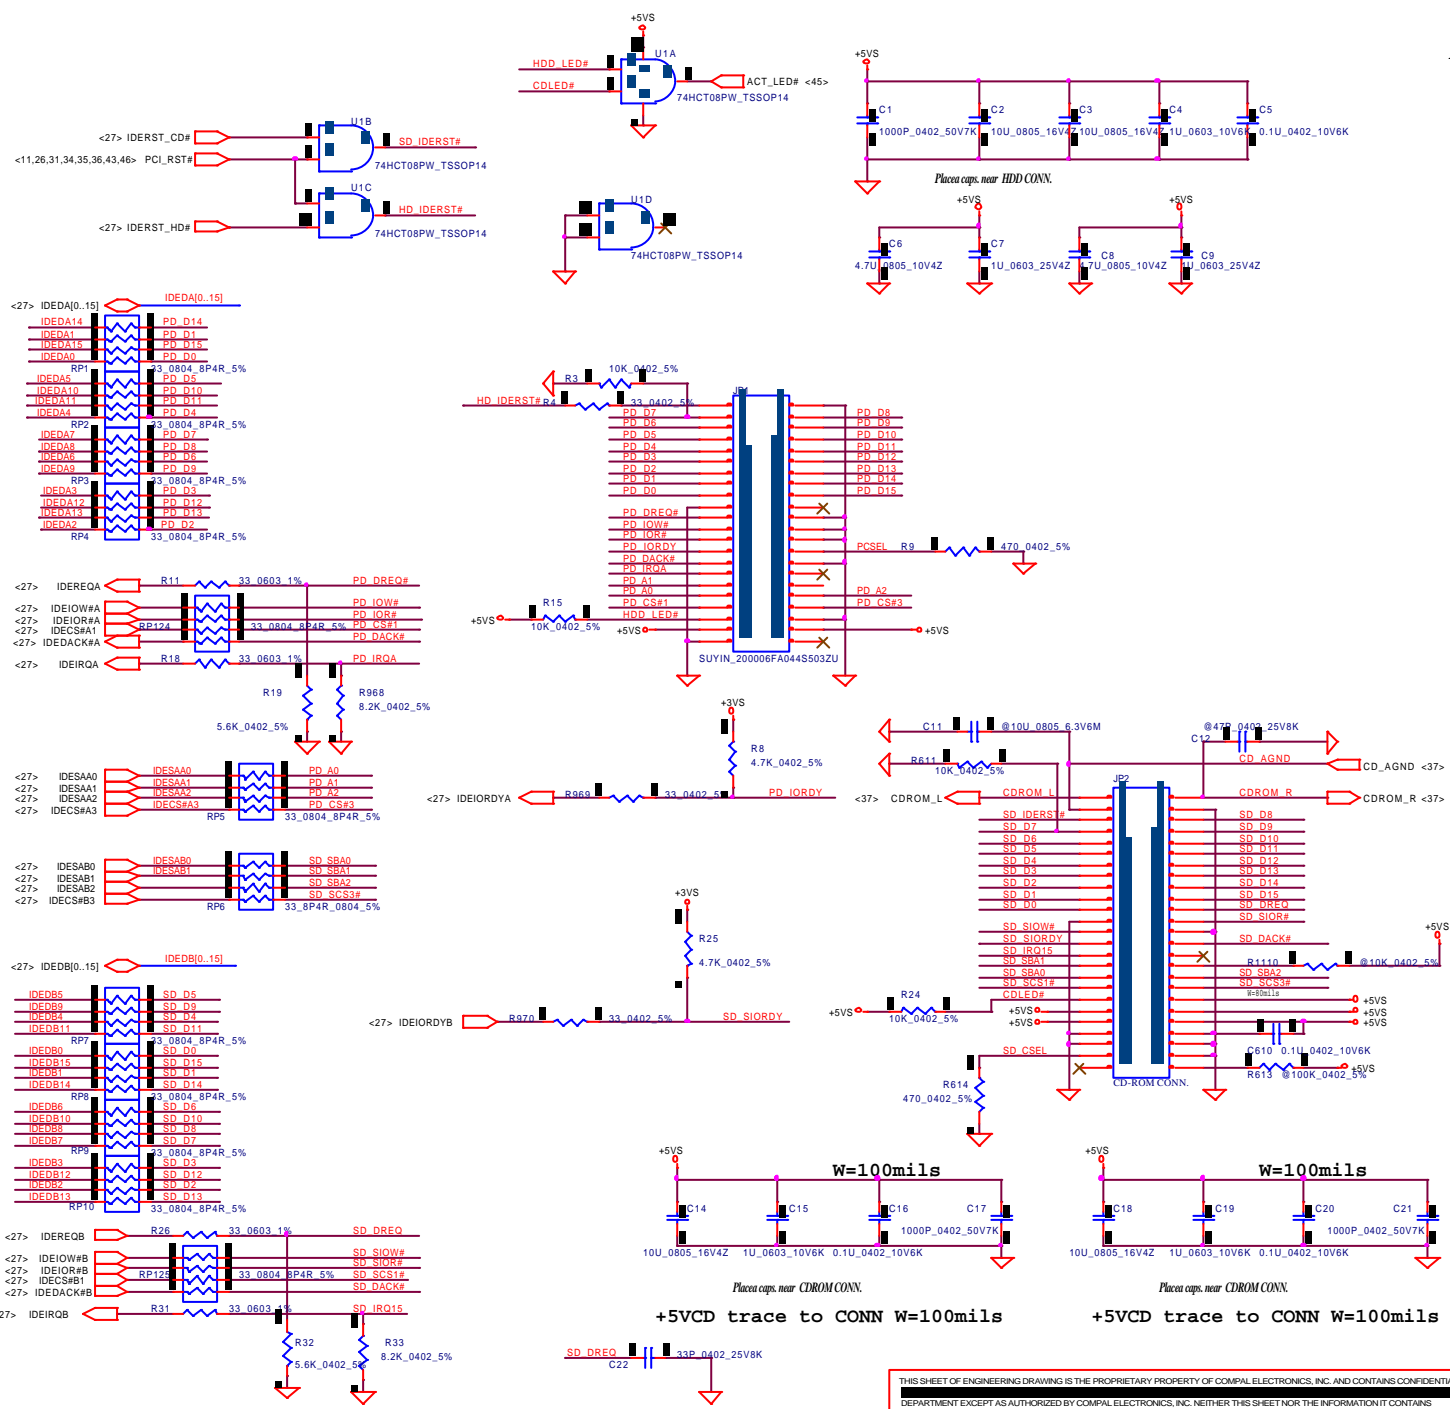 +5VS
HDD_LED#
CDLED#
U1A
ACT_LED# <45>
74HCT08PW_TSSOP14
<27> IDERST_CD#
<11,26,31,34,35,36,43,46> PCI_RST#
U1B
SD_IDERST#
74HCT08PW_TSSOP14
<27> IDERST_HD#
U1C
HD_IDERST#
74HCT08PW_TSSOP14
U1D
74HCT08PW_TSSOP14
+5VS
C1
1000P_0402_50V7K
C2
10U_0805_16V4Z
C3
10U_0805_16V4Z
C4
1U_0603_10V6K
C5
0.1U_0402_10V6K
Placea caps. near HDD CONN.
+5VS
C6
4.7U_0805_10V4Z
C7
1U_0603_25V4Z
+5VS
C8
4.7U_0805_10V4Z
C9
1U_0603_25V4Z
<27> IDEDA[0..15]
IDEDA[0..15]
IDEDA14 PD_D14
IDEDA1 PD_D1
IDEDA15 PD_D15
IDEDA0 PD_D0
RP1 33_0804_8P4R_5%
IDEDA5 PD_D5
IDEDA10 PD_D10
IDEDA11 PD_D11
IDEDA4 PD_D4
RP2 33_0804_8P4R_5%
IDEDA7 PD_D7
IDEDA8 PD_D8
IDEDA6 PD_D6
IDEDA9 PD_D9
RP3 33_0804_8P4R_5%
IDEDA3 PD_D3
IDEDA12 PD_D12
IDEDA13 PD_D13
IDEDA2 PD_D2
RP4 33_0804_8P4R_5%
<27> IDEREQA R11 33_0603_1% PD_DREQ#
<27> IDEIOW#A PD_IOW#
<27> IDEIOR#A PD_IOR#
<27> IDECS#A1 RP124 33_0804_8P4R_5% PD_CS#1
<27> IDEDACK#A PD_DACK#
<27> IDEIRQA R18 33_0603_1% PD_IRQA
R19
5.6K_0402_5%
R968
8.2K_0402_5%
<27> IDESAA0 IDESAA0 PD_A0
<27> IDESAA1 IDESAA1 PD_A1
<27> IDESAA2 IDESAA2 PD_A2
<27> IDECS#A3 IDECS#A3 PD_CS#3
RP5 33_0804_8P4R_5%
<27> IDESAB0 IDESAB0 SD_SBA0
<27> IDESAB1 IDESAB1 SD_SBA1
<27> IDESAB2 SD_SBA2
<27> IDECS#B3 SD_SCS3#
RP6 33_8P4R_0804_5%
<27> IDEDB[0..15]
IDEDB[0..15]
IDEDB5 SD_D5
IDEDB9 SD_D9
IDEDB4 SD_D4
IDEDB11 SD_D11
RP7 33_0804_8P4R_5%
IDEDB0 SD_D0
IDEDB15 SD_D15
IDEDB1 SD_D1
IDEDB14 SD_D14
RP8 33_0804_8P4R_5%
IDEDB6 SD_D6
IDEDB10 SD_D10
IDEDB8 SD_D8
IDEDB7 SD_D7
RP9 33_0804_8P4R_5%
IDEDB3 SD_D3
IDEDB12 SD_D12
IDEDB2 SD_D2
IDEDB13 SD_D13
RP10 33_0804_8P4R_5%
<27> IDEREQB R26 33_0603_1% SD_DREQ
<27> IDEIOW#B SD_SIOW#
<27> IDEIOR#B SD_SIOR#
<27> IDECS#B1 RP125 33_0804_8P4R_5% SD_SCS1#
<27> IDEDACK#B SD_DACK#
<27> IDEIRQB R31 33_0603_1% SD_IRQ15
R32
5.6K_0402_5%
R33
8.2K_0402_5%
R3 10K_0402_5%
HD_IDERST# R4 33_0402_5%
JP1
PD_D7 PD_D8
PD_D6 PD_D9
PD_D5 PD_D10
PD_D4 PD_D11
PD_D3 PD_D12
PD_D2 PD_D13
PD_D1 PD_D14
PD_D0 PD_D15
PD_DREQ#
PD_IOW#
PD_IOR#
PD_IORDY PCSEL R9 470_0402_5%
PD_DACK#
PD_IRQA
PD_A1
PD_A0 PD_A2
PD_CS#1 PD_CS#3
+5VS R15 10K_0402_5% HDD_LED#
+5VS +5VS
SUYIN_200006FA044S503ZU
+3VS
R8
4.7K_0402_5%
<27> IDEIORDYA R969 33_0402_5% PD_IORDY
+3VS
R25
4.7K_0402_5%
<27> IDEIORDYB R970 33_0402_5% SD_SIORDY
C11 @10U_0805_6.3V6M
R611 10K_0402_5%
@47P_0402_25V8K
C12
CD_AGND CD_AGND <37>
JP2
<37> CDROM_L CDROM_L CDROM_R CDROM_R <37>
SD_IDERST# SD_D8
SD_D7 SD_D9
SD_D6 SD_D10
SD_D5 SD_D11
SD_D4 SD_D12
SD_D3 SD_D13
SD_D2 SD_D14
SD_D1 SD_D15
SD_D0 SD_DREQ
SD_SIOR#
SD_SIOW#
SD_SIORDY SD_DACK#
SD_IRQ15
+5VS
SD_SBA1 R1110 @10K_0402_5%
SD_SBA0 SD_SBA2
SD_SCS1# SD_SCS3#
W=80mils
R24 CDLED# +5VS
+5VS 10K_0402_5% +5VS +5VS
+5VS +5VS
SD_CSEL C610 0.1U_0402_10V6K
R613 @100K_0402_5% +5VS
R614
470_0402_5%
CD-ROM CONN.
+5VS
W=100mils
C14 C15 C16 C17
1000P_0402_50V7K
10U_0805_16V4Z 1U_0603_10V6K 0.1U_0402_10V6K
Placea caps. near CDROM CONN.
+5VCD trace to CONN W=100mils
+5VS
W=100mils
C18 C19 C20 C21
1000P_0402_50V7K
10U_0805_16V4Z 1U_0603_10V6K 0.1U_0402_10V6K
Placea caps. near CDROM CONN.
+5VCD trace to CONN W=100mils
SD_DREQ C22 33P_0402_25V8K
THIS SHEET OF ENGINEERING DRAWING IS THE PROPRIETARY PROPERTY OF COMPAL ELECTRONICS, INC. AND CONTAINS CONFIDENTIA
DEPARTMENT EXCEPT AS AUTHORIZED BY COMPAL ELECTRONICS, INC. NEITHER THIS SHEET NOR THE INFORMATION IT CONTAINS